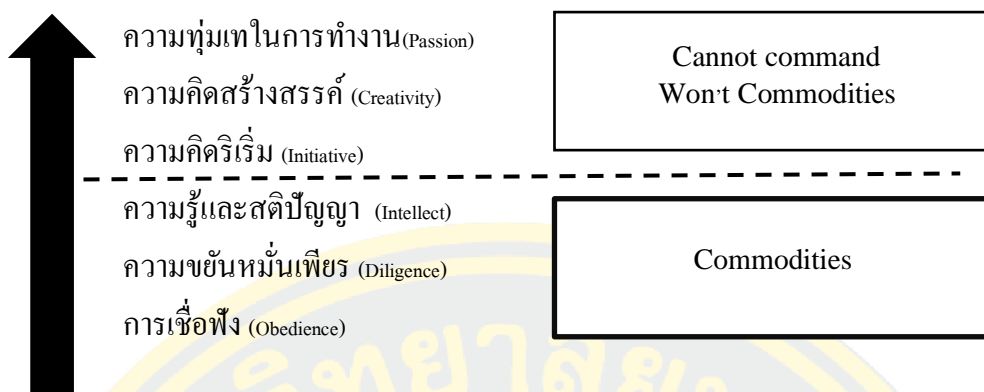 ความทุ่มเทในการทำงาน(Passion)
ความคิดสร้างสรรค์ (Creativity)
ความคิดริเริ่ม (Initiative)
ความรู้และสติปัญญา (Intellect)
ความขยันหมั่นเพียร (Diligence)
การเชื่อฟัง (Obedience)
Cannot command
Won't Commodities
Commodities